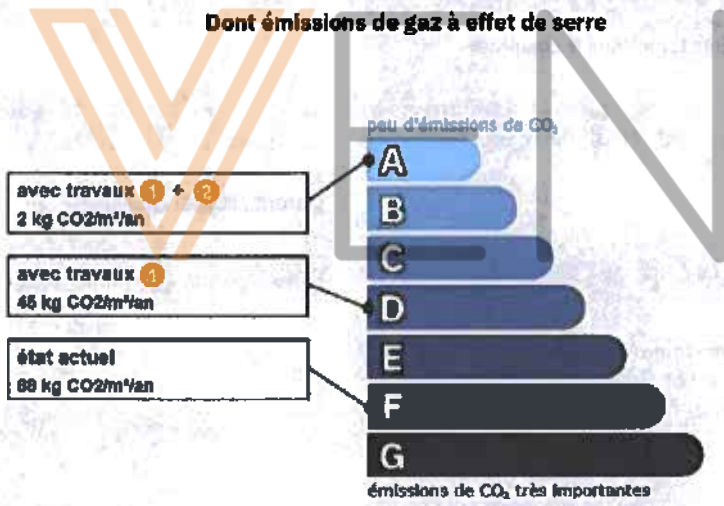 Dont émissions de gaz à effet de serre
peu d'émissions de CO₂
A
avec travaux 1 + 2
2 kg CO2/m²/an
B
C
avec travaux 1
45 kg CO2/m²/an
D
état actuel
E
kg CO2/m²/an
F
G
émissions de CO₂ très importantes
VEN